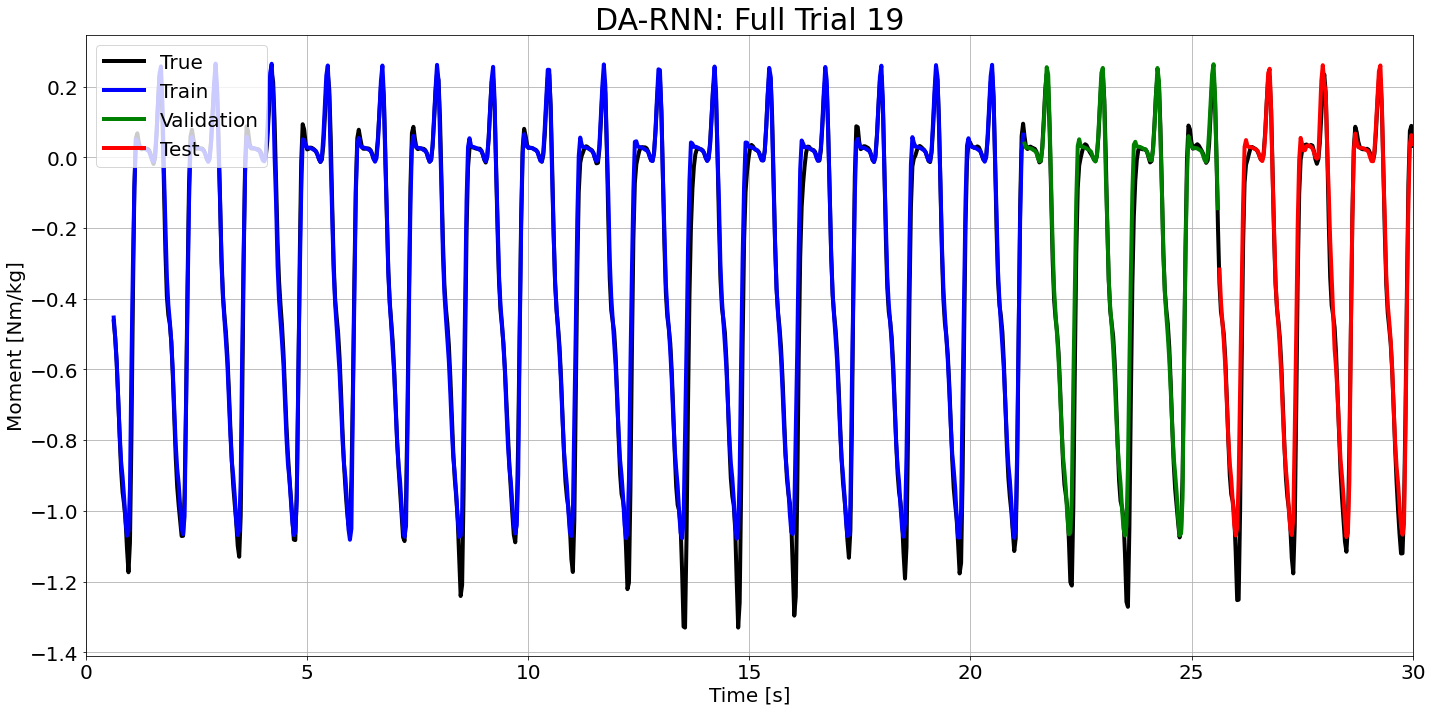 DA-RNN: Full Trial 19
True
Train
Validation
Test
0.2
0.0
−0.2
−0.4
−0.6
−0.8
−1.0
−1.2
−1.4
Moment [Nm/kg]
0 5 10 15 20 25 30
Time [s]